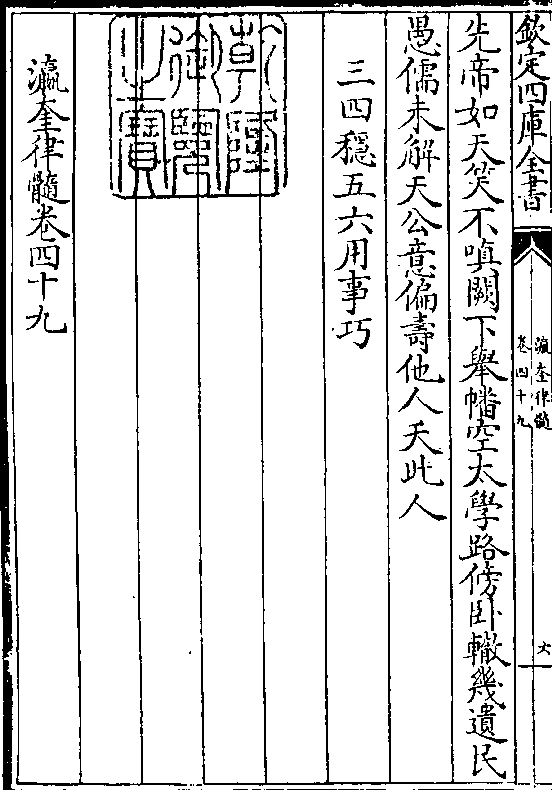 欽定四庫全書
瀛奎律髓
卷四十九
先帝如天笑不嗔闕下舉幡空太學路傍卧轍幾遺民
愚儒未解天公意偏壽他人夭此人
三四穏五六用事巧
乾隆
御覽
之寶
瀛奎律髓卷四十九